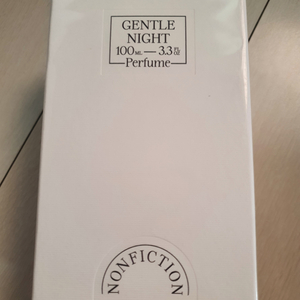 GENTLE
NIGHT
100 ML — 3.3 FL OZ
Perfume
NONFICTION